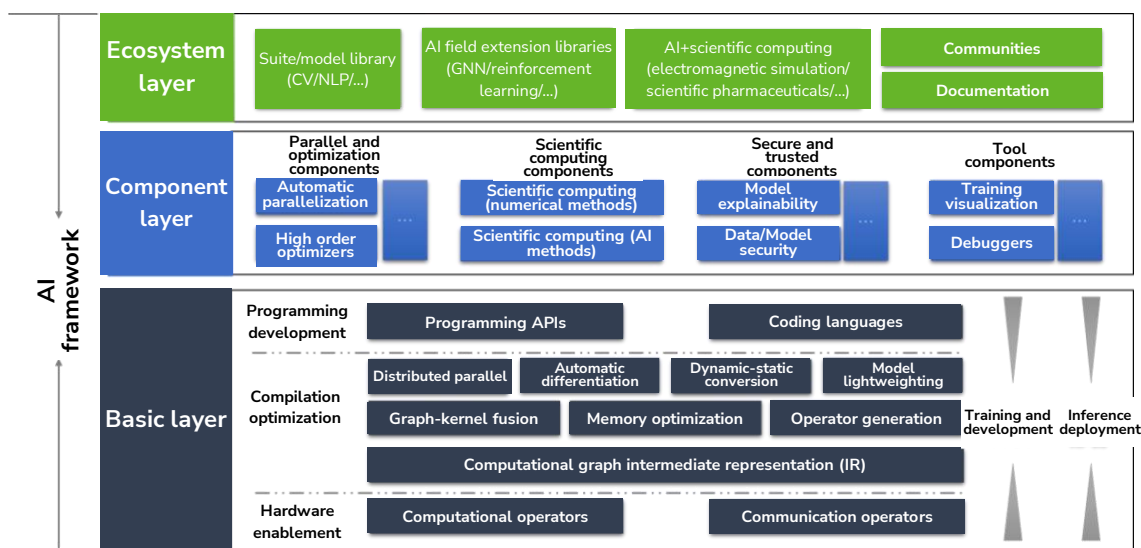 Ecosystem
layer
Suite/model library
(CV/NLP/...)
AI field extension libraries
(GNN/reinforcement
learning/...)
AI+scientific computing
(electromagnetic simulation/
scientific pharmaceuticals/...)
Communities
Documentation
AI
framework
Component
layer
Parallel and
optimization
components
Automatic
parallelization
High order
optimizers
...
Scientific
computing
components
Scientific computing
(numerical methods)
Scientific computing (AI
methods)
Secure and
trusted
components
Model
explainability
Data/Model
security
...
Tool
components
Training
visualization
Debuggers
...
Basic layer
Programming
development
Programming APIs
Coding languages
Compilation
optimization
Distributed parallel
Automatic
differentiation
Dynamic-static
conversion
Model
lightweighting
Graph-kernel fusion
Memory optimization
Operator generation
Computational graph intermediate representation (IR)
Hardware
enablement
Computational operators
Communication operators
Training and
development
Inference
deployment